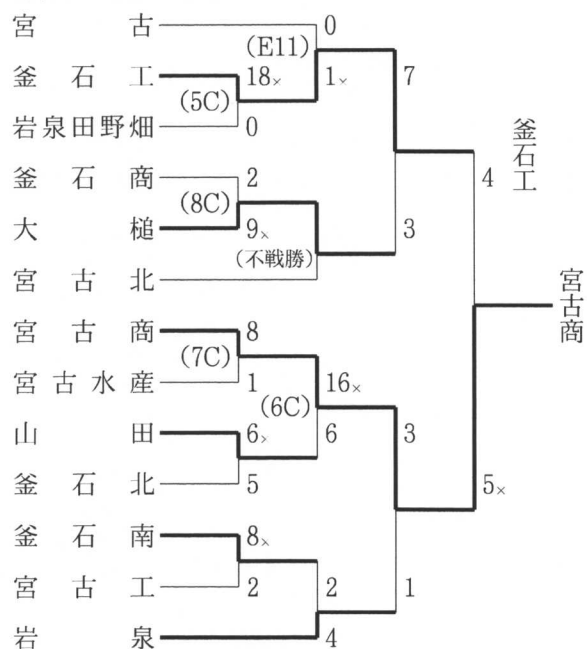 宮古 0
(E11)
釜石工 18× 1× 7
(5C)
岩泉田野畑 0
釜石工
釜石商 2 4
(8C)
大槌 9× 3
(不戦勝)
宮古北
宮古商
宮古商 8
(7C)
宮古水産 1 16×
(6C)
山田 6× 6 3
釜石北 5 5×
釜石南 8×
宮古工 2 2 1
岩泉 4